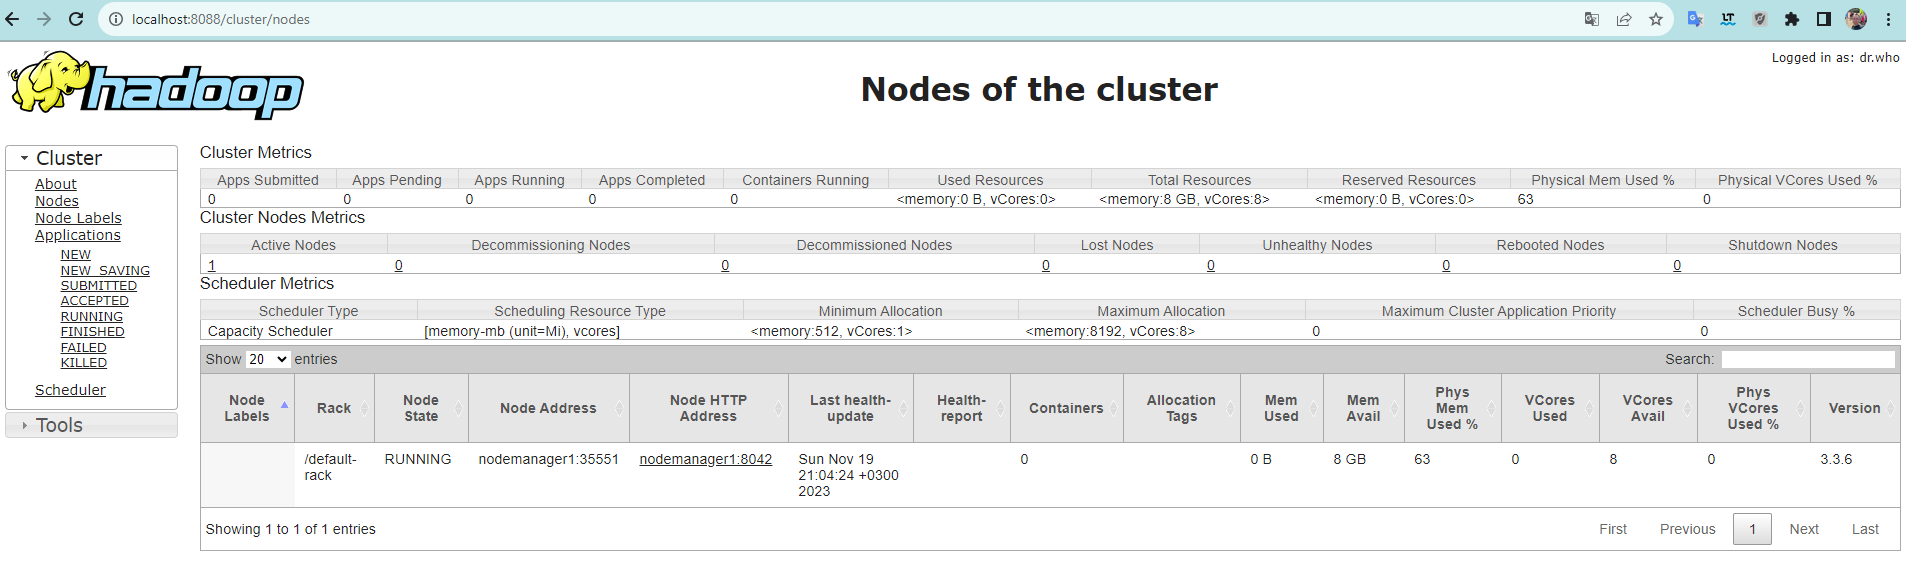 localhost:8088/cluster/nodes
Logged in as: dr.who
hadoop
Nodes of the cluster
Cluster
About
Nodes
Node Labels
Applications
NEW
NEW_SAVING
SUBMITTED
ACCEPTED
RUNNING
FINISHED
FAILED
KILLED
Scheduler
Tools
Cluster Metrics
Apps Submitted Apps Pending Apps Running Apps Completed Containers Running Used Resources Total Resources Reserved Resources Physical Mem Used % Physical VCores Used %
0 0 0 0 0 <memory:0 B, vCores:0> <memory:8 GB, vCores:8> <memory:0 B, vCores:0> 63 0
Cluster Nodes Metrics
Active Nodes Decommissioning Nodes Decommissioned Nodes Lost Nodes Unhealthy Nodes Rebooted Nodes Shutdown Nodes
1 0 0 0 0 0 0
Scheduler Metrics
Scheduler Type Scheduling Resource Type Minimum Allocation Maximum Allocation Maximum Cluster Application Priority Scheduler Busy %
Capacity Scheduler [memory-mb (unit=Mi), vcores] <memory:512, vCores:1> <memory:8192, vCores:8> 0 0
Show 20 entries Search:
Node Labels Rack Node State Node Address Node HTTP Address Last health-update Health-report Containers Allocation Tags Mem Used Mem Avail Phys Mem Used % VCores Used VCores Avail Phys VCores Used % Version
/default-rack RUNNING nodemanager1:35551 nodemanager1:8042 Sun Nov 19 21:04:24 +0300 2023 0 0 B 8 GB 63 0 8 0 3.3.6
Showing 1 to 1 of 1 entries First Previous 1 Next Last